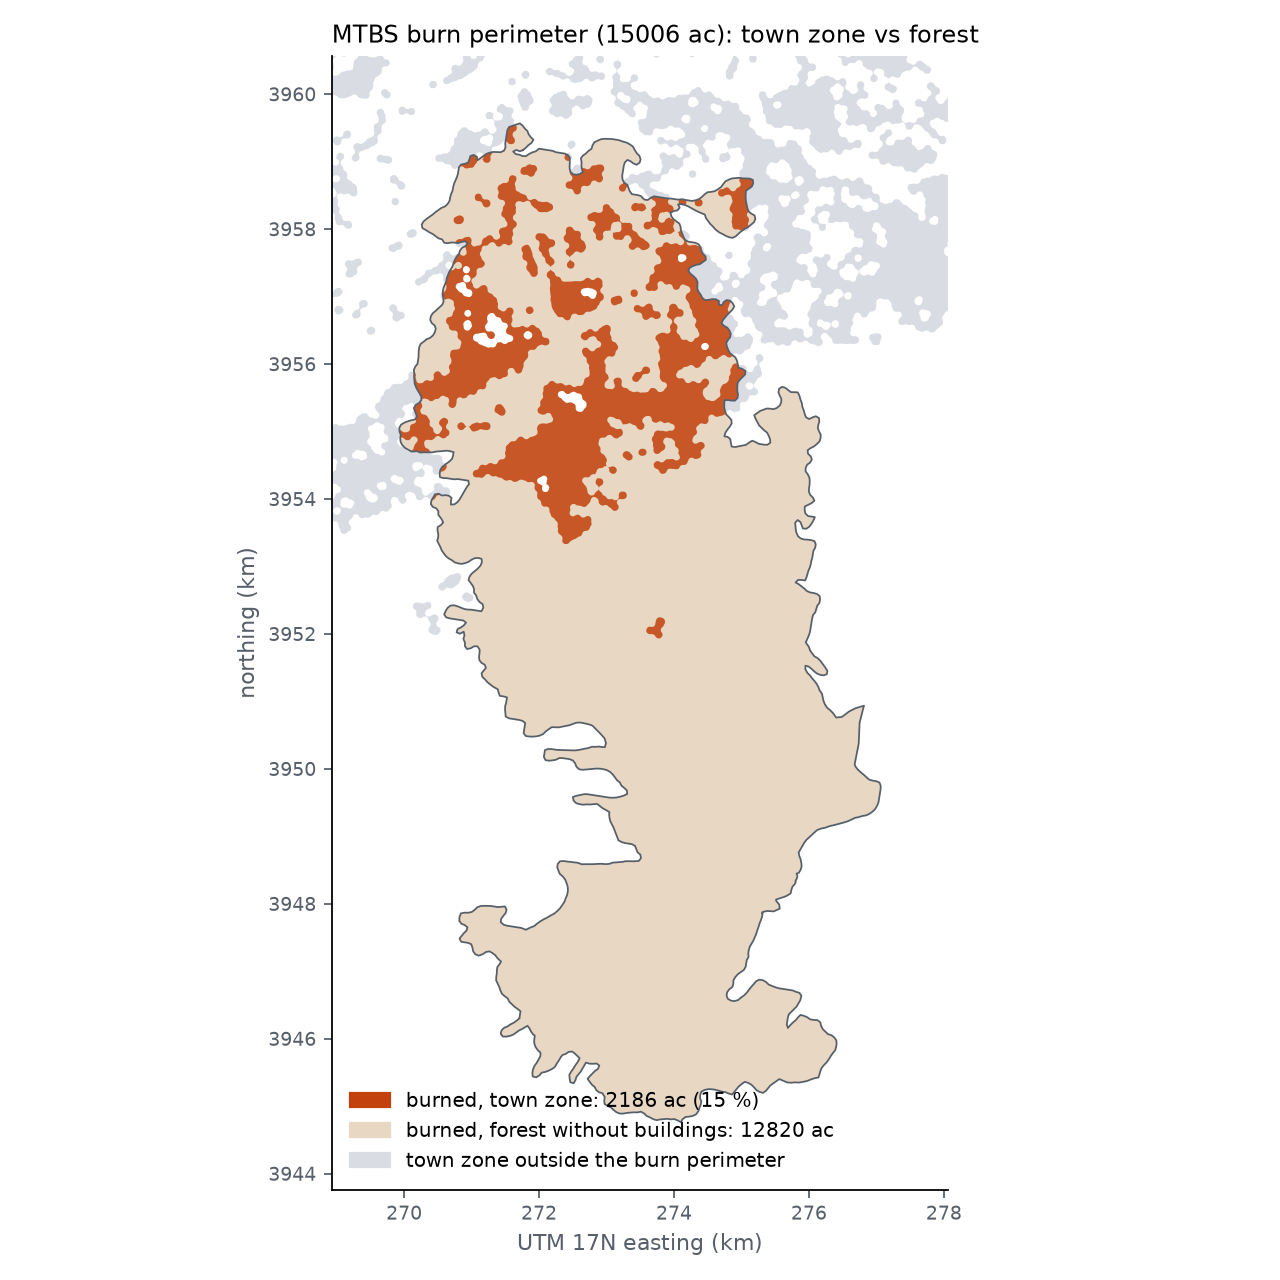 MTBS burn perimeter (15006 ac): town zone vs forest
3960
3958
3956
3954
3952
3950
3948
3946
3944
northing (km)
burned, town zone: 2186 ac (15 %)
burned, forest without buildings: 12820 ac
town zone outside the burn perimeter
270 272 274 276 278
UTM 17N easting (km)